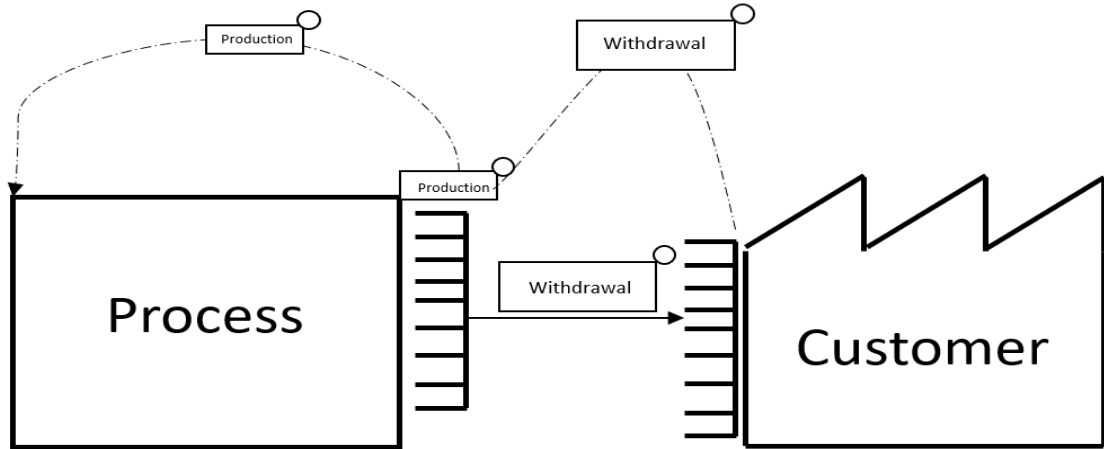 Production
Withdrawal
Production
Withdrawal
Process
Customer